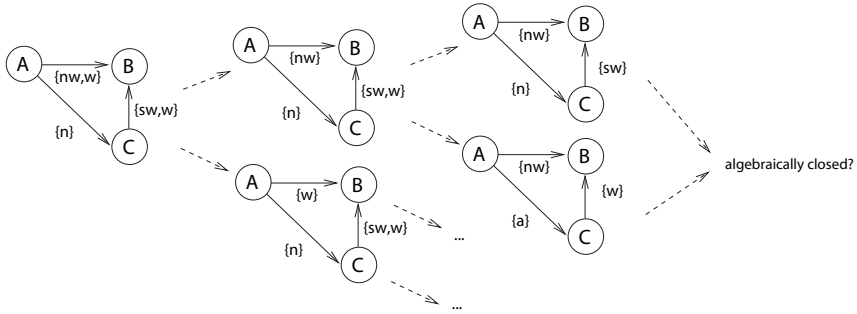 A
B
{nw,w}
{sw,w}
{n}
C
A
B
{nw}
{sw,w}
{n}
C
A
B
{w}
{sw,w}
{n}
C
A
B
{nw}
{sw}
{n}
C
A
B
{nw}
{w}
{a}
C
...
...
algebraically closed?